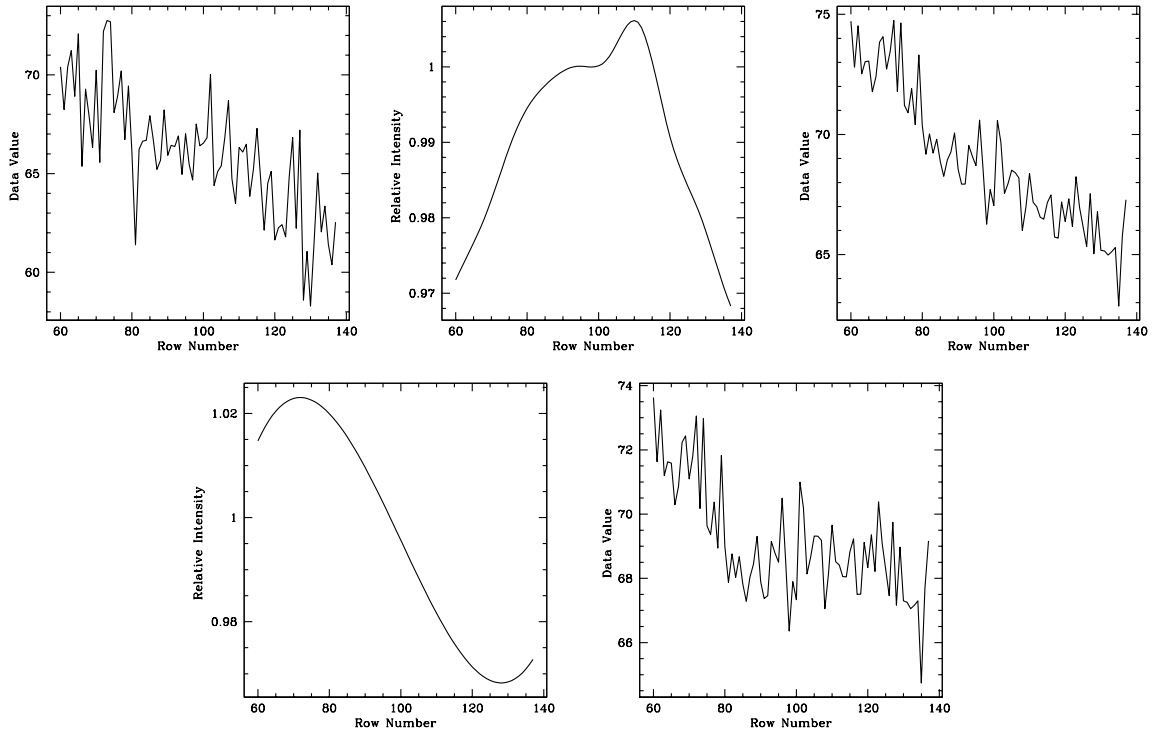 75
70 1
70
Data Value
Relative Intensity
Data Value
0.99
65
0.98
65
60
0.97
60 80 100 120 140 60 80 100 120 140 60 80 100 120 140
Row Number Row Number Row Number
74
1.02
72
Relative Intensity
1
Data Value
70
68
0.98
66
60 80 100 120 140 60 80 100 120 140
Row Number Row Number